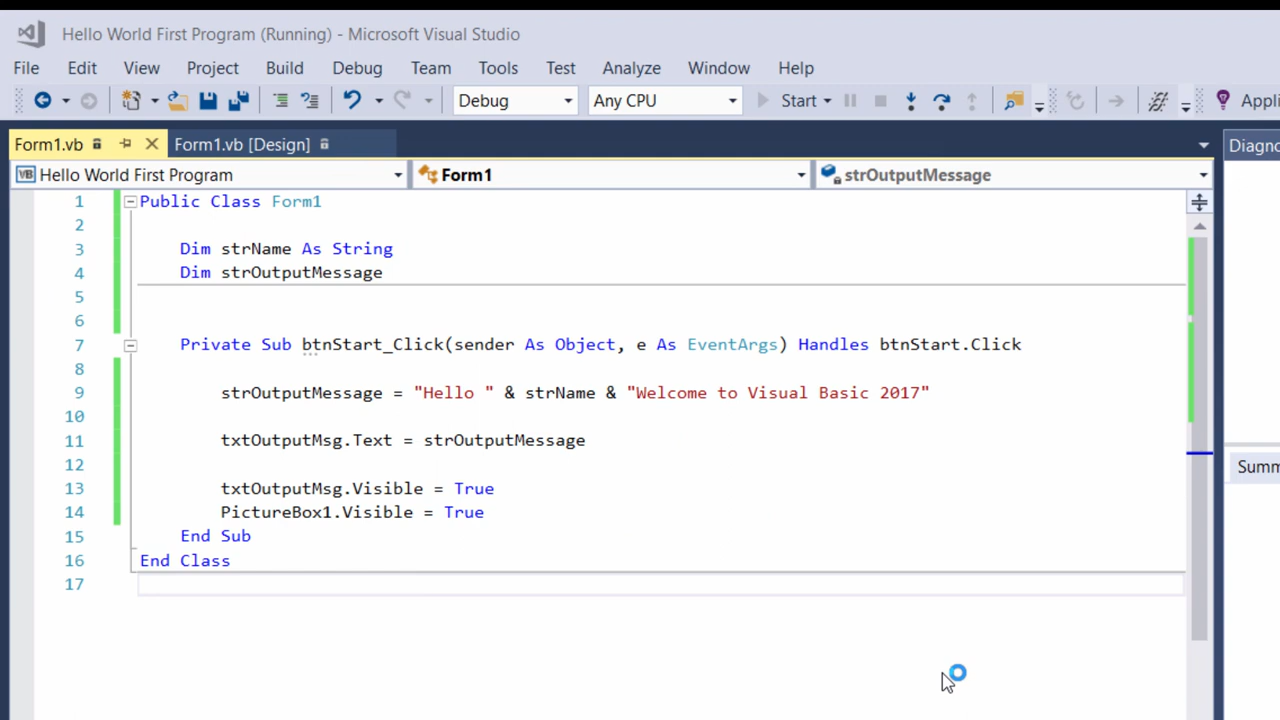 Hello World First Program (Running) - Microsoft Visual Studio
File Edit View Project Build Debug Team Tools Test Analyze Window Help
Debug Any CPU Start Appli
Form1.vb Form1.vb [Design] Diagno
VB Hello World First Program Form1 strOutputMessage
1 Public Class Form1
2
3 Dim strName As String
4 Dim strOutputMessage
5
6
7 Private Sub btnStart_Click(sender As Object, e As EventArgs) Handles btnStart.Click
8
9 strOutputMessage = "Hello " & strName & "Welcome to Visual Basic 2017"
10
11 txtOutputMsg.Text = strOutputMessage
12
13 txtOutputMsg.Visible = True
14 PictureBox1.Visible = True
15 End Sub
16 End Class
17
Summ